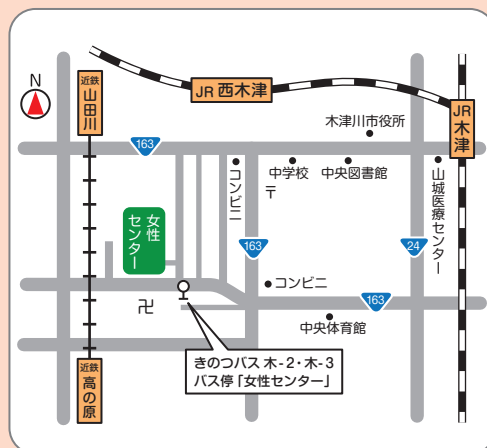 N
近鉄
山田川
JR 西木津
JR
木津
木津川市役所
163
コンビニ
中学校
中央図書館
〒
山城医療センター
女性
センター
163
24
コンビニ
163
卍
中央体育館
きのつバス 木-2・木-3
バス停「女性センター」
近鉄
高の原